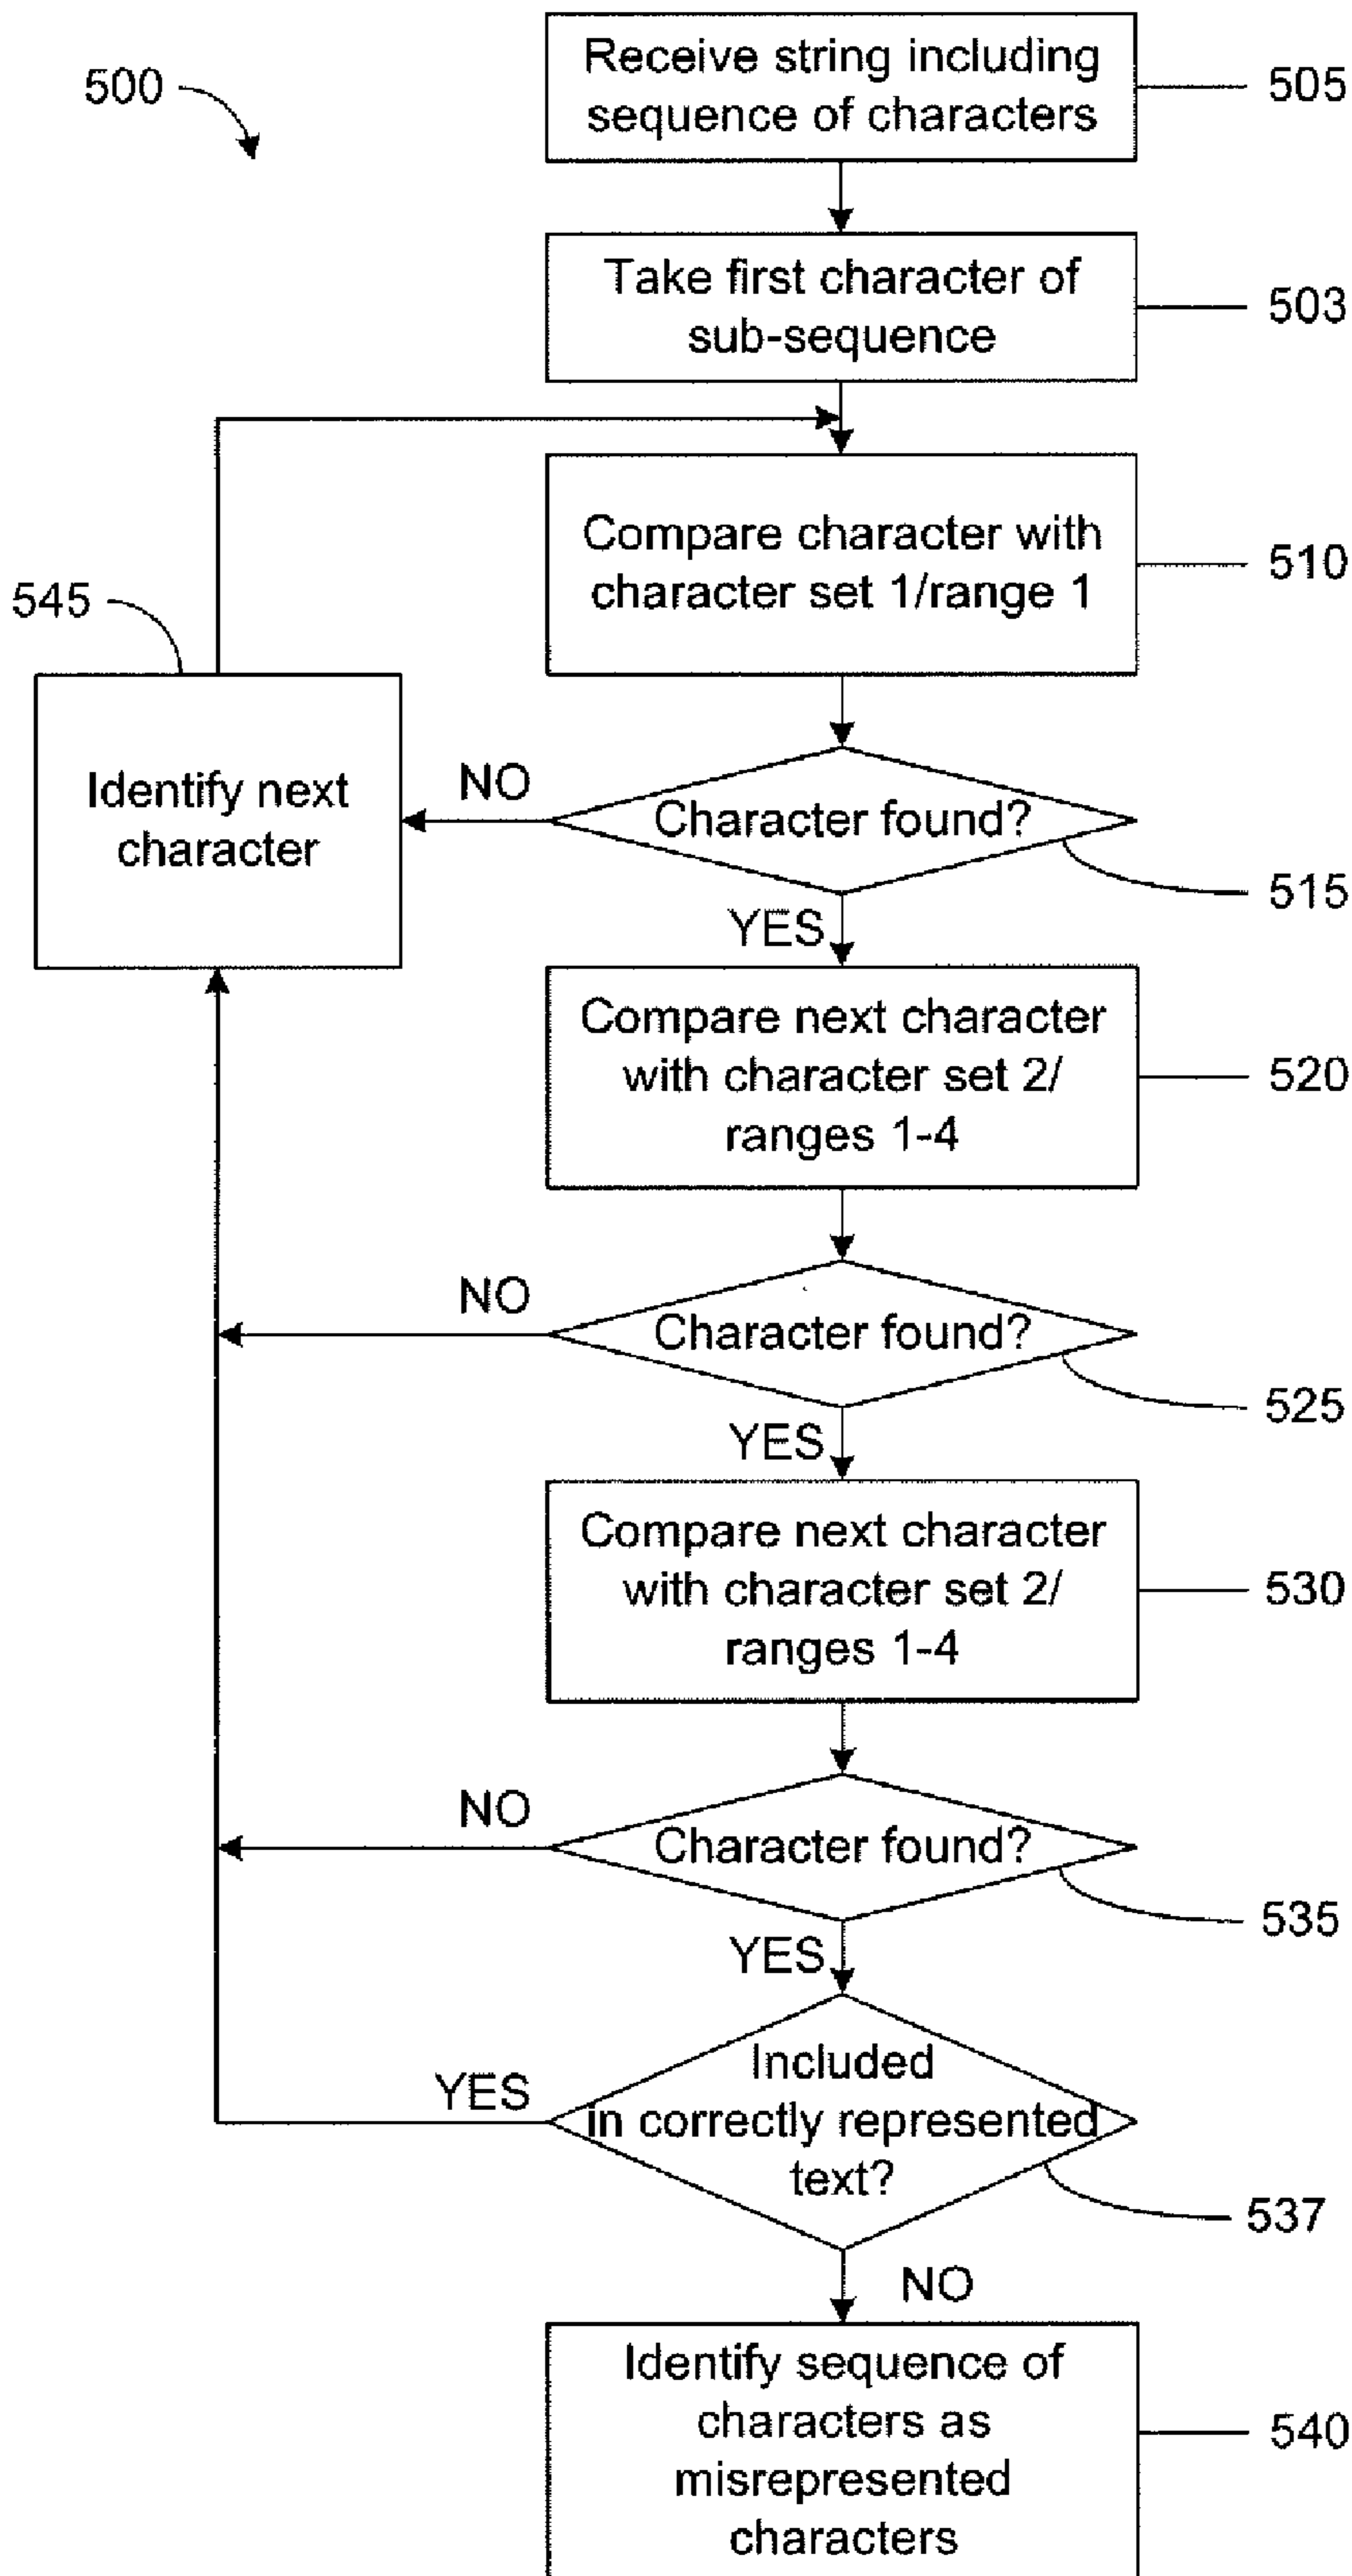 500
Receive string including
sequence of characters
505
Take first character of
sub-sequence
503
Compare character with
character set 1/range 1
510
545
Identify next
character
NO
Character found?
515
YES
Compare next character
with character set 2/
ranges 1-4
520
NO
Character found?
525
YES
Compare next character
with character set 2/
ranges 1-4
530
NO
Character found?
535
YES
Included
in correctly represented
text?
YES
537
NO
Identify sequence of
characters as
misrepresented
characters
540